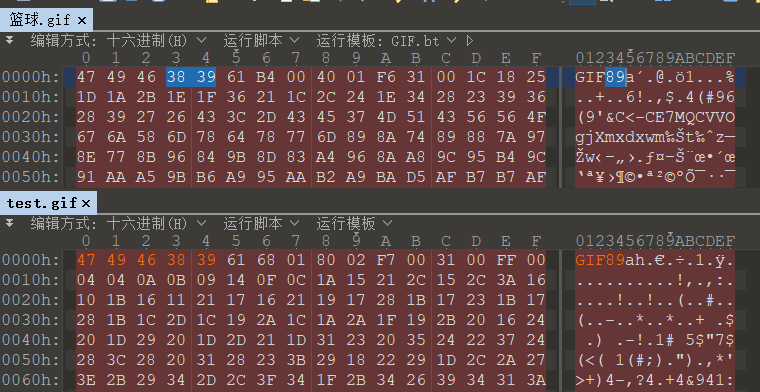 篮球.gif ×
编辑方式: 十六进制(H) 运行脚本 运行模板: GIF.bt
0 1 2 3 4 5 6 7 8 9 A B C D E F 0123456789ABCDEF
0000h: 47 49 46 38 39 61 B4 00 40 01 F6 31 00 1C 18 25 GIF89a´.@.ö1...%
0010h: 1D 1A 2B 1E 1F 36 21 1C 2C 24 1E 34 28 23 39 36 ..+..6!.,$.4(#96
0020h: 28 39 27 26 43 3C 2D 43 45 37 4D 51 43 56 56 4F (9'&C<-CE7MQCVVO
0030h: 67 6A 58 6D 78 64 78 77 6D 89 8A 74 89 88 7A 97 gjXmxdxwm‰Št‰ˆz—
0040h: 8E 77 8B 96 84 9B 8D 83 A4 96 8A A8 9C 95 B4 9C Žw‹–„›.ƒ¤–Š¨œ•´œ
0050h: 91 AA A5 9B B6 A9 95 AA B2 A9 BA D5 AF B7 B7 AF ‘ª¥›¶©•ª²©ºÕ¯··¯
test.gif ×
编辑方式: 十六进制(H) 运行脚本 运行模板
0 1 2 3 4 5 6 7 8 9 A B C D E F 0123456789ABCDEF
0000h: 47 49 46 38 39 61 68 01 80 02 F7 00 31 00 FF 00 GIF89ah.€.÷.1.ÿ.
0010h: 04 04 0A 0B 09 14 0F 0C 1A 15 21 2C 15 2C 3A 16 ..........!,.,:.
0020h: 10 1B 16 11 21 17 16 21 19 17 28 1B 17 23 1B 17 ....!..!..(..#..
0030h: 28 1B 1C 2D 1C 19 2A 1C 1A 2A 1F 19 2B 20 16 24 (..-..*..*..+ .$
0040h: 20 1D 29 20 1D 2D 21 1D 31 23 20 35 24 22 37 24  .) .-!.1# 5$"7$
0050h: 28 3C 28 20 31 28 23 3B 29 18 22 29 1D 2C 2A 27 (<( 1(#;).").,*'
0060h: 3E 2B 29 34 2D 2C 3F 34 1F 2B 34 26 39 34 31 3A >+)4-,?4.+4&941: